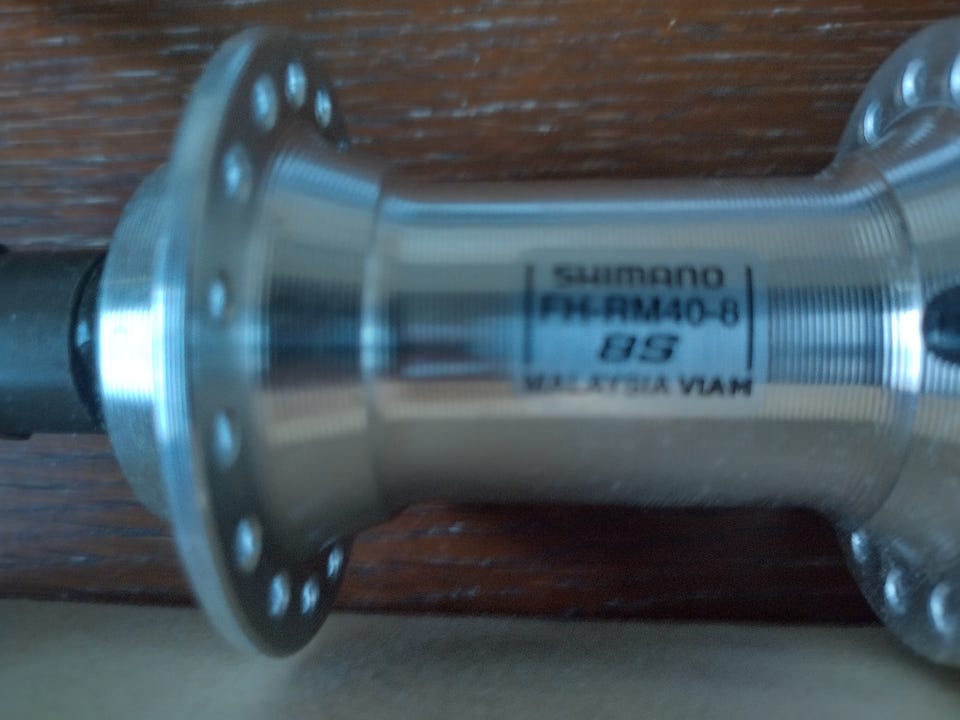 SHIMANO
FH-RM40-8
8S
MALAYSIA VIAM